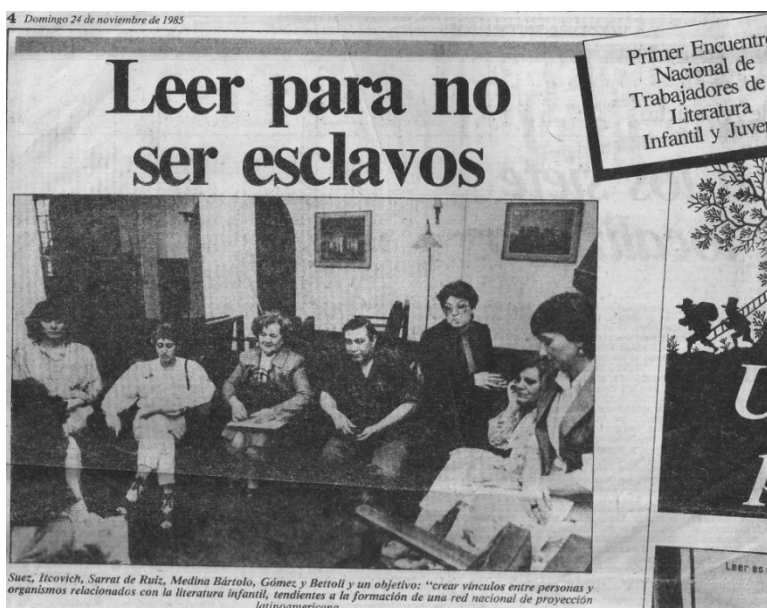 4 Domingo 24 de noviembre de 1985
Leer para no
ser esclavos
Primer Encuentro
Nacional de
Trabajadores de
Literatura
Infantil y Juven
U
Suez, Itcovich, Sarrat de Ruiz, Medina Bártolo, Gómez y Bettoli y un objetivo: "crear vínculos entre personas y
organismos relacionados con la literatura infantil, tendientes a la formación de una red nacional de proyección
latinoamericana
Leer es